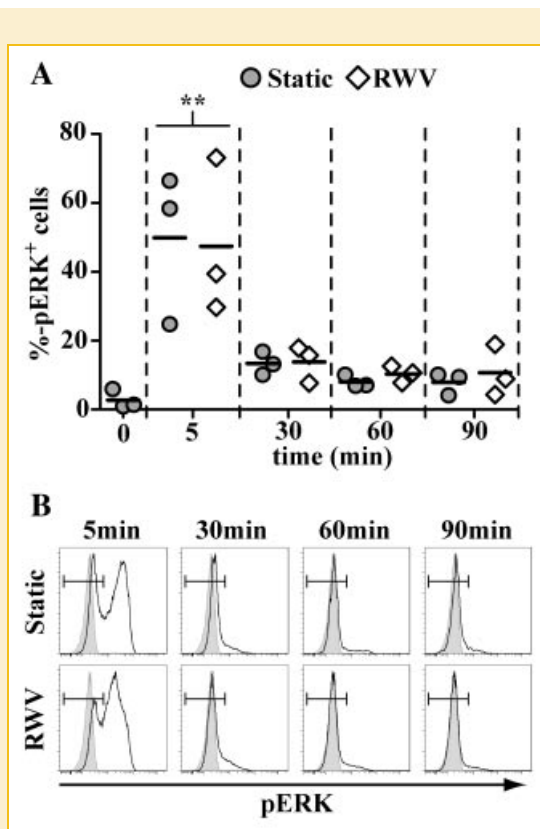 A
Static RWV
**
80
60
40
20
0
%-pERK+ cells
0 5 30 60 90
time (min)
B
5min 30min 60min 90min
Static
RWV
pERK